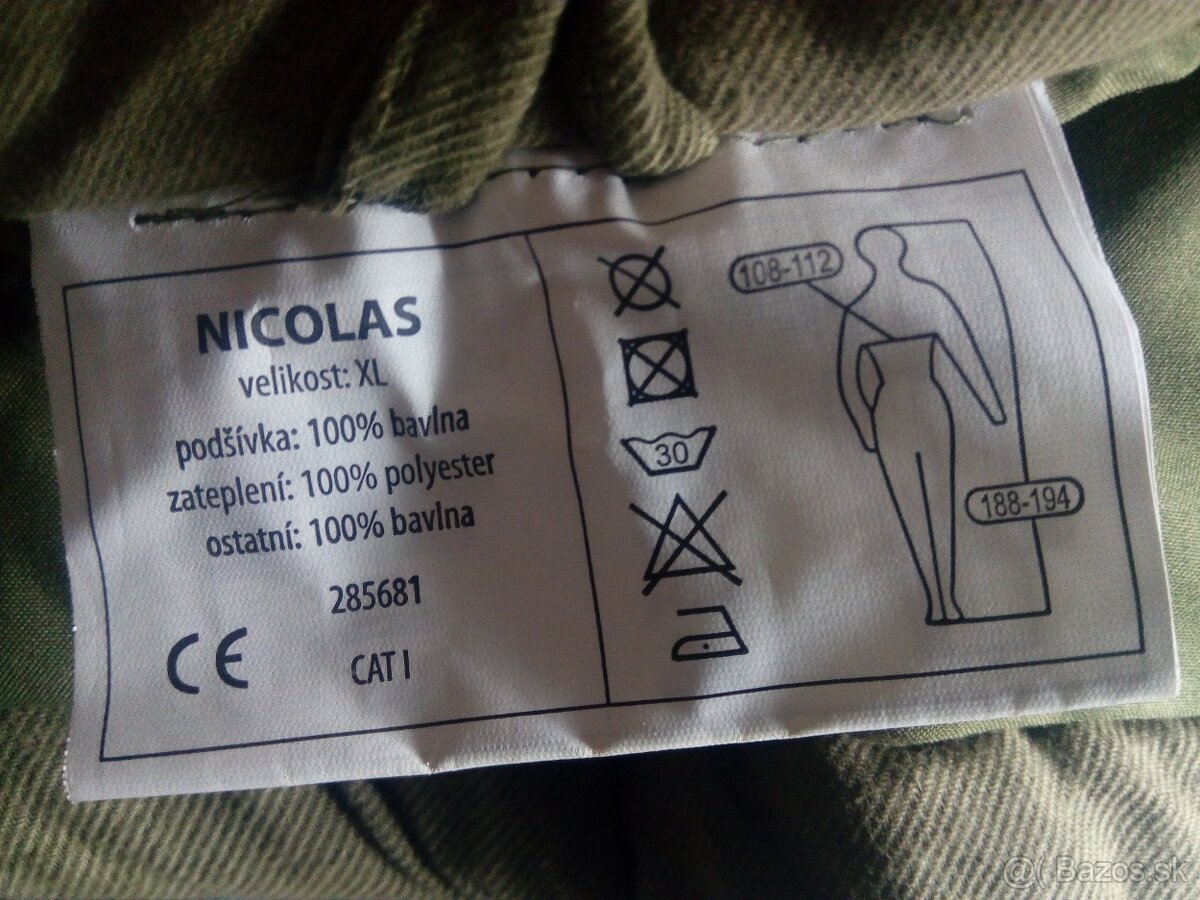 NICOLAS
velikost: XL
podšívka: 100% bavlna
zateplení: 100% polyester
ostatní: 100% bavlna
285681
CE
CAT I
108-112
30
188-194
@( Bazos.sk